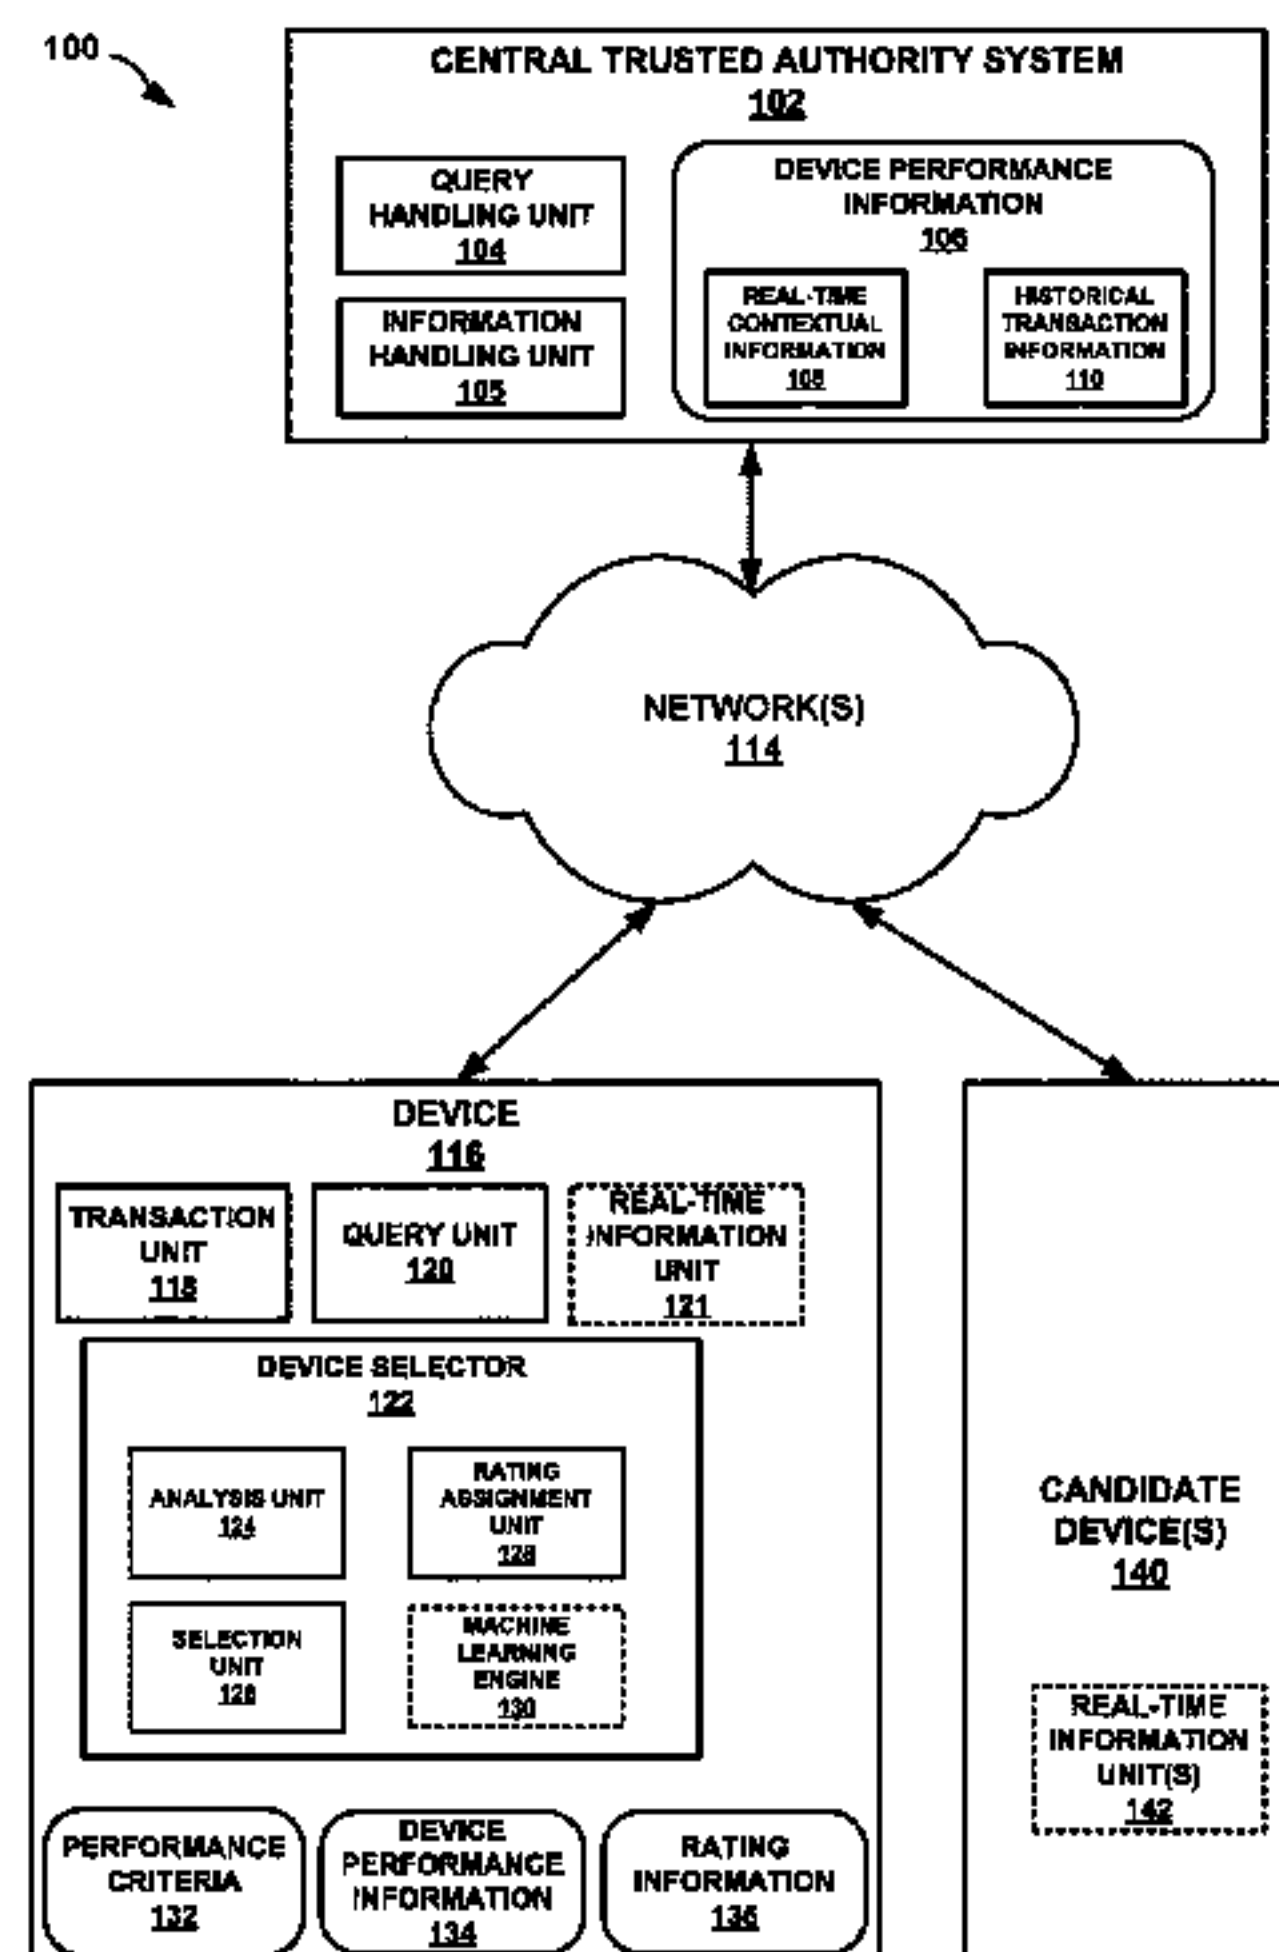 100
CENTRAL TRUSTED AUTHORITY SYSTEM
102
QUERY
HANDLING UNIT
104
INFORMATION
HANDLING UNIT
105
DEVICE PERFORMANCE
INFORMATION
106
REAL-TIME
CONTEXTUAL
INFORMATION
108
HISTORICAL
TRANSACTION
INFORMATION
110
NETWORK(S)
114
DEVICE
116
TRANSACTION
UNIT
118
QUERY UNIT
120
REAL-TIME
INFORMATION
UNIT
121
DEVICE SELECTOR
122
ANALYSIS UNIT
124
RATING
ASSIGNMENT
UNIT
SELECTION
UNIT
MACHINE
LEARNING
ENGINE
130
PERFORMANCE
CRITERIA
132
DEVICE
PERFORMANCE
INFORMATION
134
RATING
INFORMATION
136
CANDIDATE
DEVICE(S)
140
REAL-TIME
INFORMATION
UNIT(S)
142